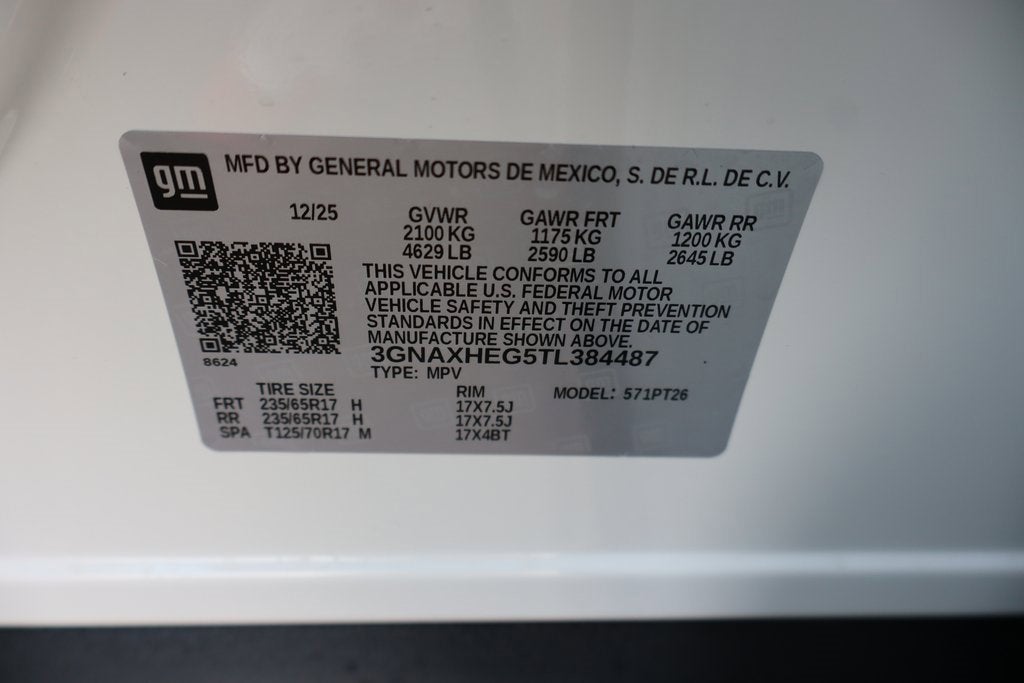 gm
MFD BY GENERAL MOTORS DE MEXICO, S. DE R.L. DE C.V.
12/25 GVWR GAWR FRT GAWR RR
2100 KG 1175 KG 1200 KG
4629 LB 2590 LB 2645 LB
THIS VEHICLE CONFORMS TO ALL
APPLICABLE U.S. FEDERAL MOTOR
VEHICLE SAFETY AND THEFT PREVENTION
STANDARDS IN EFFECT ON THE DATE OF
MANUFACTURE SHOWN ABOVE.
3GNAXHEG5TL384487
8624
TYPE: MPV
TIRE SIZE RIM MODEL: 571PT26
FRT 235/65R17 H 17X7.5J
RR 235/65R17 H 17X7.5J
SPA T125/70R17 M 17X4BT